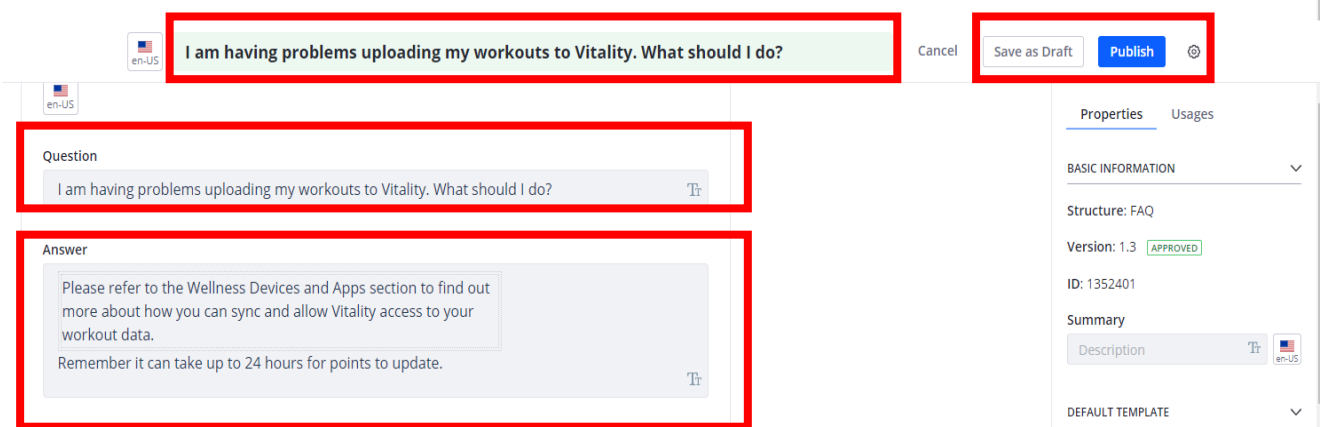 en-US
I am having problems uploading my workouts to Vitality. What should I do?
Cancel
Save as Draft
Publish
en-US
Question
I am having problems uploading my workouts to Vitality. What should I do?
Tr
Answer
Please refer to the Wellness Devices and Apps section to find out
more about how you can sync and allow Vitality access to your
workout data.
Remember it can take up to 24 hours for points to update.
Tr
Properties Usages
BASIC INFORMATION
Structure: FAQ
Version: 1.3 APPROVED
ID: 1352401
Summary
Description Tr
en-US
DEFAULT TEMPLATE